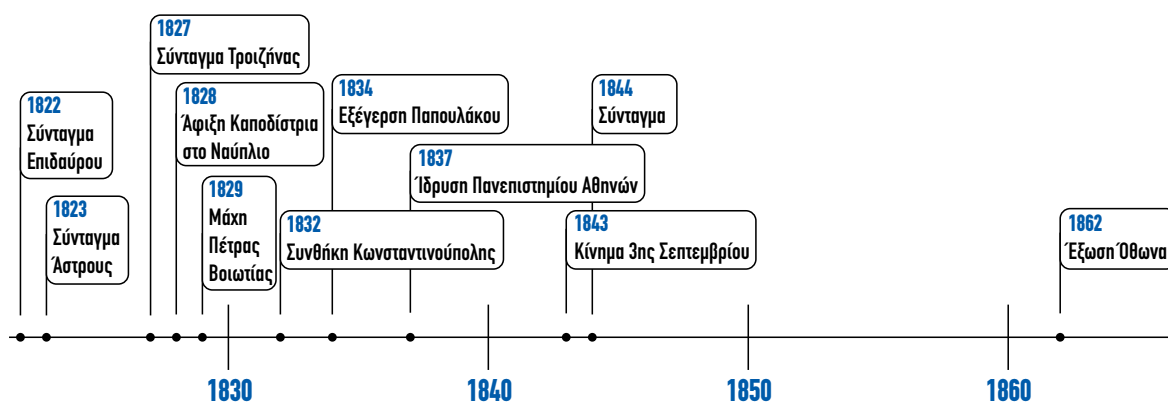 1822
Σύνταγμα
Επιδαύρου
1823
Σύνταγμα
Άστρους
1827
Σύνταγμα Τροιζήνας
1828
Άφιξη Καποδίστρια
στο Ναύπλιο
1829
Μάχη
Πέτρας
Βοιωτίας
1832
Συνθήκη Κωνσταντινούπολης
1834
Εξέγερση Παπουλάκου
1837
Ίδρυση Πανεπιστημίου Αθηνών
1843
Κίνημα 3ης Σεπτεμβρίου
1844
Σύνταγμα
1862
Έξωση Όθωνα
1830
1840
1850
1860